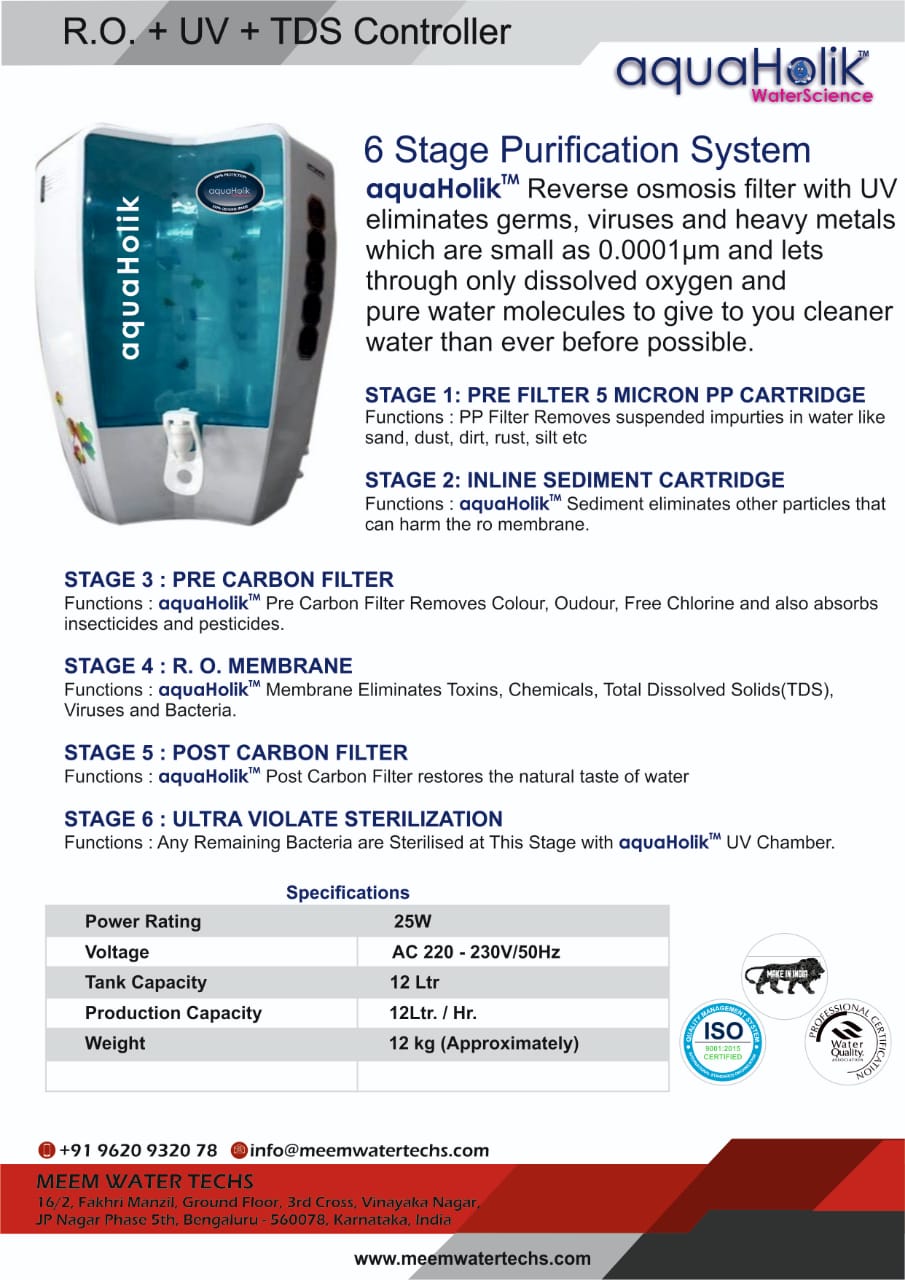 R.O. + UV + TDS Controller
aquaHolik™
WaterScience
aquaHolik
aquaHolik
6 Stage Purification System
aquaHolik™ Reverse osmosis filter with UV
eliminates germs, viruses and heavy metals
which are small as 0.0001µm and lets
through only dissolved oxygen and
pure water molecules to give to you cleaner
water than ever before possible.
STAGE 1: PRE FILTER 5 MICRON PP CARTRIDGE
Functions : PP Filter Removes suspended impurties in water like
sand, dust, dirt, rust, silt etc
STAGE 2: INLINE SEDIMENT CARTRIDGE
Functions : aquaHolik™ Sediment eliminates other particles that
can harm the ro membrane.
STAGE 3 : PRE CARBON FILTER
Functions : aquaHolik™ Pre Carbon Filter Removes Colour, Oudour, Free Chlorine and also absorbs
insecticides and pesticides.
STAGE 4 : R. O. MEMBRANE
Functions : aquaHolik™ Membrane Eliminates Toxins, Chemicals, Total Dissolved Solids(TDS),
Viruses and Bacteria.
STAGE 5 : POST CARBON FILTER
Functions : aquaHolik™ Post Carbon Filter restores the natural taste of water
STAGE 6 : ULTRA VIOLATE STERILIZATION
Functions : Any Remaining Bacteria are Sterilised at This Stage with aquaHolik™ UV Chamber.
Specifications
Power Rating 25W
Voltage AC 220 - 230V/50Hz
Tank Capacity 12 Ltr
Production Capacity 12Ltr. / Hr.
Weight 12 kg (Approximately)
MAKE IN INDIA
QUALITY MANAGEMENT SYSTEM
ISO
9001:2015
CERTIFIED
PROFESSIONAL CERTIFICATION
Water
Quality
ASSOCIATION
+91 9620 9320 78 info@meemwatertechs.com
MEEM WATER TECHS
16/2, Fakhri Manzil, Ground Floor, 3rd Cross, Vinayaka Nagar,
JP Nagar Phase 5th, Bengaluru - 560078, Karnataka, India
www.meemwatertechs.com